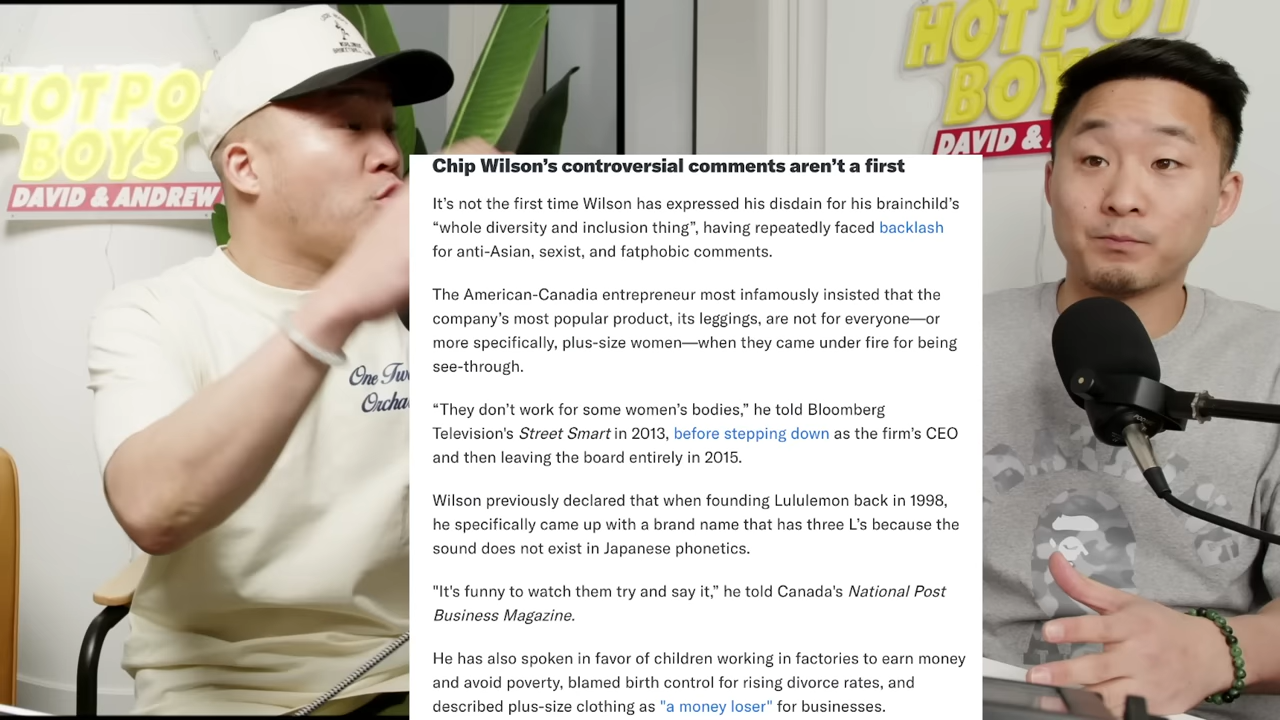 HOT PO
BOYS
DAVID & ANDREW
One Tw
Orcha
HOT POT
BOY
DAVID &
Chip Wilson’s controversial comments aren’t a first
It’s not the first time Wilson has expressed his disdain for his brainchild’s
“whole diversity and inclusion thing”, having repeatedly faced backlash
for anti-Asian, sexist, and fatphobic comments.
The American-Canadia entrepreneur most infamously insisted that the
company’s most popular product, its leggings, are not for everyone—or
more specifically, plus-size women—when they came under fire for being
see-through.
“They don’t work for some women’s bodies,” he told Bloomberg
Television’s Street Smart in 2013, before stepping down as the firm’s CEO
and then leaving the board entirely in 2015.
Wilson previously declared that when founding Lululemon back in 1998,
he specifically came up with a brand name that has three L’s because the
sound does not exist in Japanese phonetics.
"It's funny to watch them try and say it,” he told Canada's National Post
Business Magazine.
He has also spoken in favor of children working in factories to earn money
and avoid poverty, blamed birth control for rising divorce rates, and
described plus-size clothing as "a money loser" for businesses.